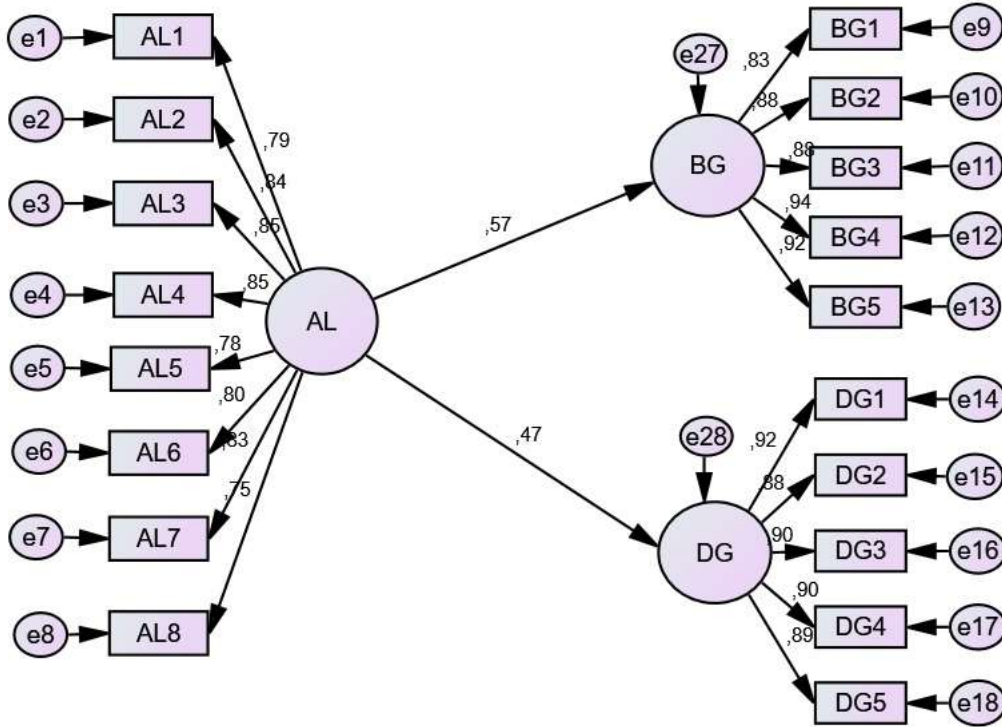 e1
AL1
,79
e2
AL2
,84
e3
AL3
,85
e4
AL4
,85
e5
AL5
,78
e6
AL6
,80
e7
AL7
,83
e8
AL8
,75
AL
,57
,47
e27
BG
,83
BG1
e9
,88
BG2
e10
,88
BG3
e11
,94
BG4
e12
,92
BG5
e13
e28
DG
,92
DG1
e14
,88
DG2
e15
,90
DG3
e16
,90
DG4
e17
,89
DG5
e18